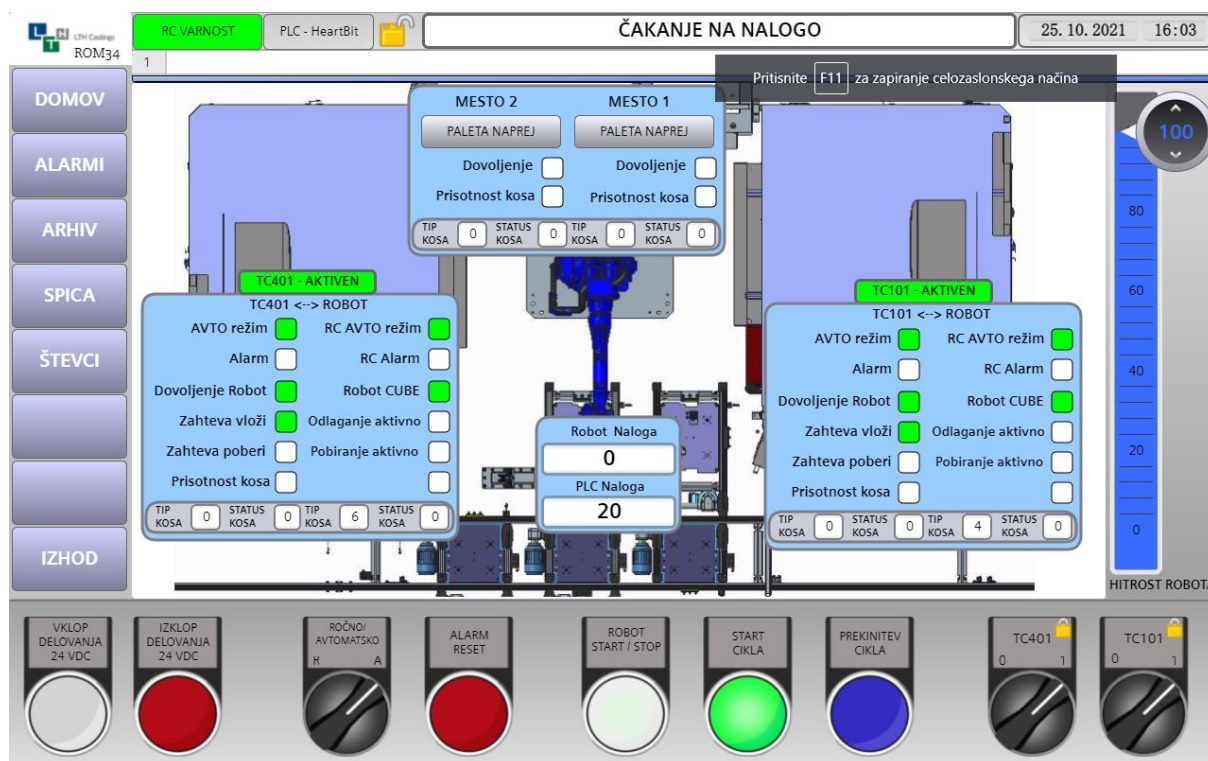 LTH
LTH Castings
ROM34
RC VARNOST
PLC - HeartBit
ČAKANJE NA NALOGO
25. 10. 2021 16:03
1
Pritisnite F11 za zapiranje celozaslonskega načina
DOMOV
ALARMI
ARHIV
SPICA
ŠTEVCI
IZHOD
MESTO 2 MESTO 1
PALETA NAPREJ PALETA NAPREJ
Dovoljenje Dovoljenje
Prisotnost kosa Prisotnost kosa
TIP KOSA 0 STATUS KOSA 0 TIP KOSA 0 STATUS KOSA 0
TC401 - AKTIVEN
TC401 <--> ROBOT
AVTO režim RC AVTO režim
Alarm RC Alarm
Dovoljenje Robot Robot CUBE
Zahteva vloži Odlaganje aktivno
Zahteva poberi Pobiranje aktivno
Prisotnost kosa
TIP KOSA 0 STATUS KOSA 0 TIP KOSA 6 STATUS KOSA 0
Robot Naloga
0
PLC Naloga
20
TC101 - AKTIVEN
TC101 <--> ROBOT
AVTO režim RC AVTO režim
Alarm RC Alarm
Dovoljenje Robot Robot CUBE
Zahteva vloži Odlaganje aktivno
Zahteva poberi Pobiranje aktivno
Prisotnost kosa
TIP KOSA 0 STATUS KOSA 0 TIP KOSA 4 STATUS KOSA 0
100
80
60
40
20
0
HITROST ROBOTA
VKLOP
DELOVANJA
24 VDC
IZKLOP
DELOVANJA
24 VDC
ROČNO/
AVTOMATSKO
R A
ALARM
RESET
ROBOT
START / STOP
START
CIKLA
PREKINITEV
CIKLA
TC401
0 1
TC101
0 1